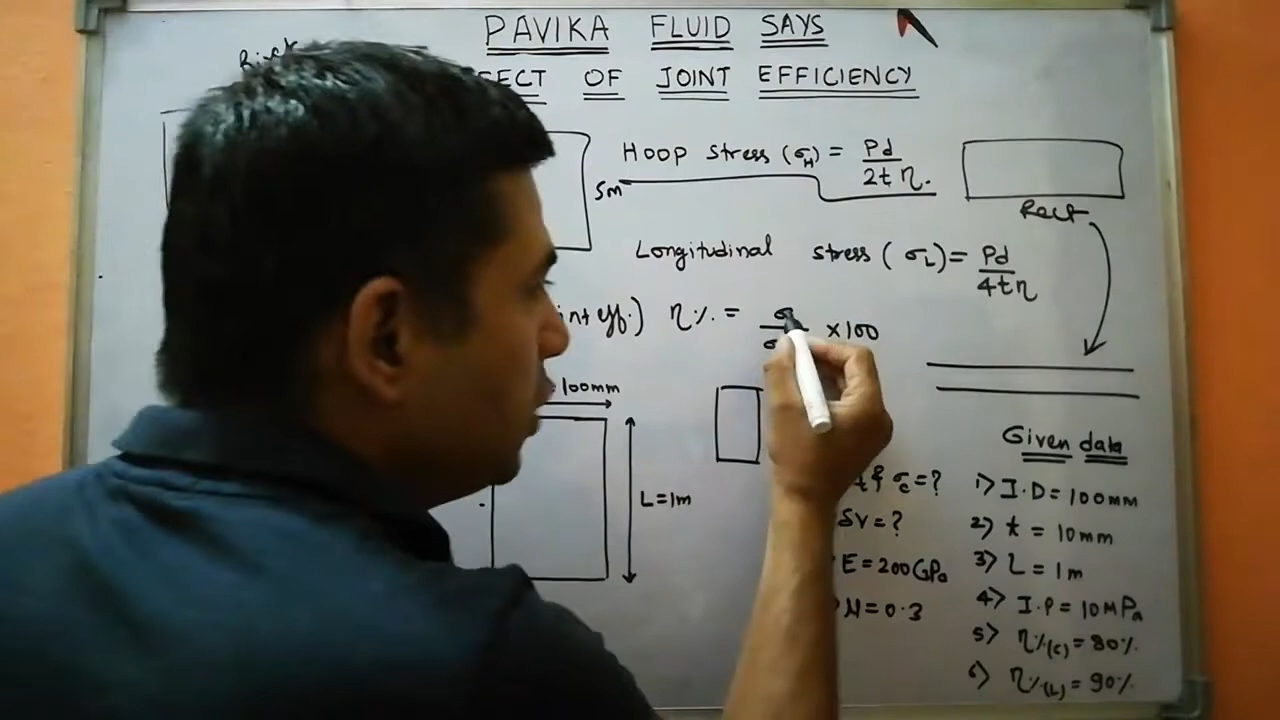 PAVIKA FLUID SAYS
FECT OF JOINT EFFICIENCY
HOOP Stress (σH) = Pd / 2t η.
5m
Rect
Longitudinal stress (σL) = Pd / 4tη
int eff.) η% = σ × 100
100mm
L=1m
Given data
σc = ?
δV = ?
E = 200GPa
μ = 0.3
1) I.D = 100mm
2) t = 10mm
3) L = 1m
4) I.P = 10MPa
5) η%(c) = 80%
6) η%(L) = 90%